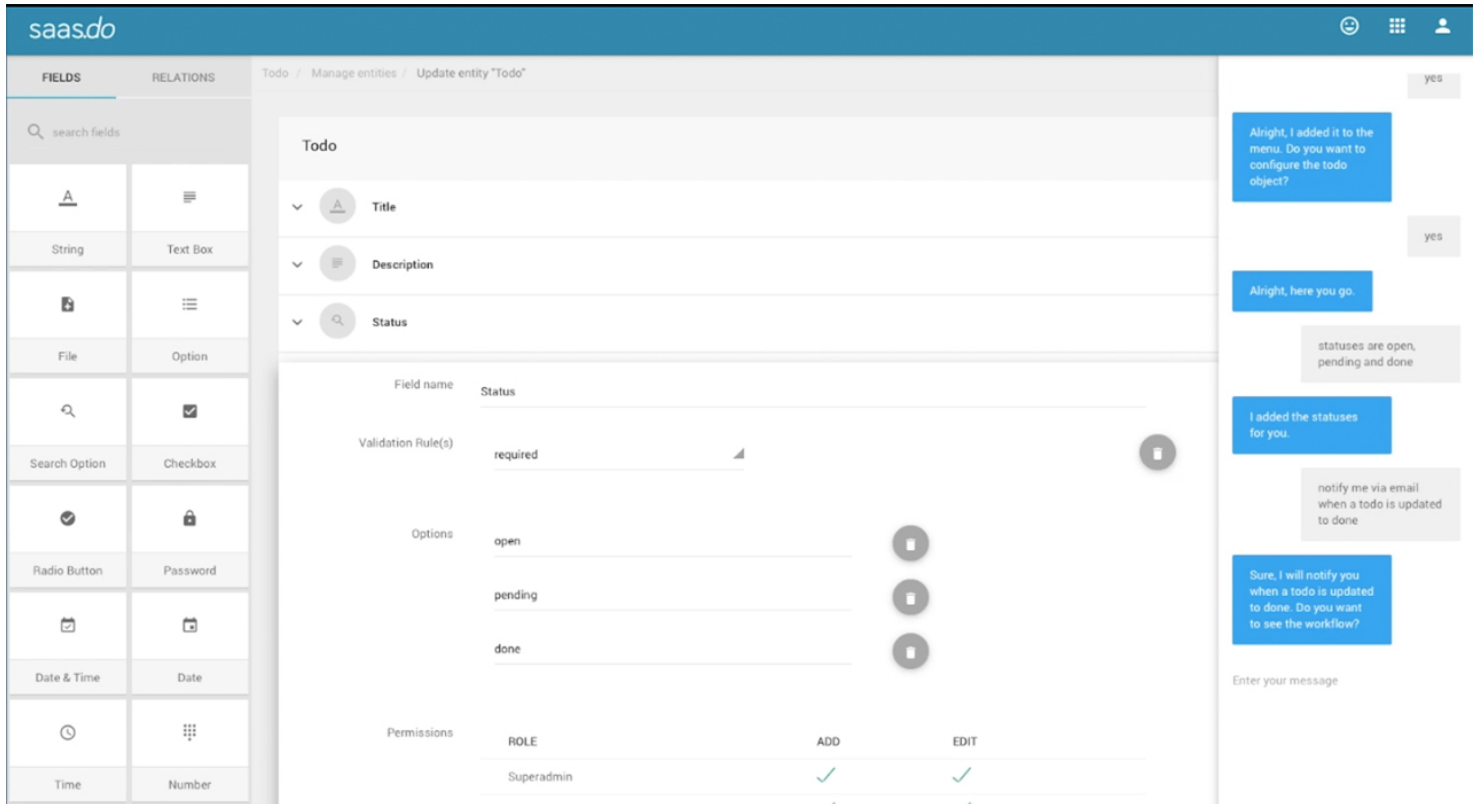 saas.do
FIELDS RELATIONS
search fields
String Text Box
File Option
Search Option Checkbox
Radio Button Password
Date & Time Date
Time Number
Todo / Manage entities / Update entity "Todo"
Todo
Title
Description
Status
Field name Status
Validation Rule(s) required
Options open
pending
done
Permissions ROLE ADD EDIT
Superadmin
yes
Alright, I added it to the
menu. Do you want to
configure the todo
object?
yes
Alright, here you go.
statuses are open,
pending and done
I added the statuses
for you.
notify me via email
when a todo is updated
to done
Sure, I will notify you
when a todo is updated
to done. Do you want
to see the workflow?
Enter your message